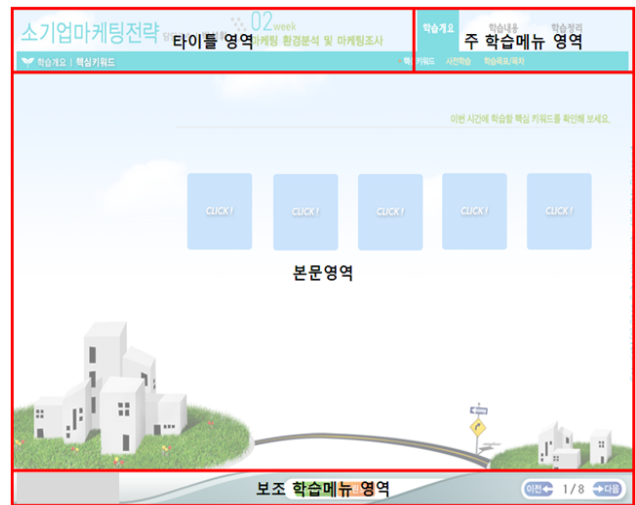 소기업마케팅전략
02 week
타이틀 영역
마케팅 환경분석 및 마케팅조사
학습개요 학습내용 학습정리
주 학습메뉴 영역
학습개요 | 핵심키워드
사전학습 학습목표/목차
이번 시간에 학습할 핵심 키워드를 확인해 보세요.
CLICK! CLICK! CLICK! CLICK! CLICK!
본문영역
보조 학습메뉴 영역
이전 1/8 다음